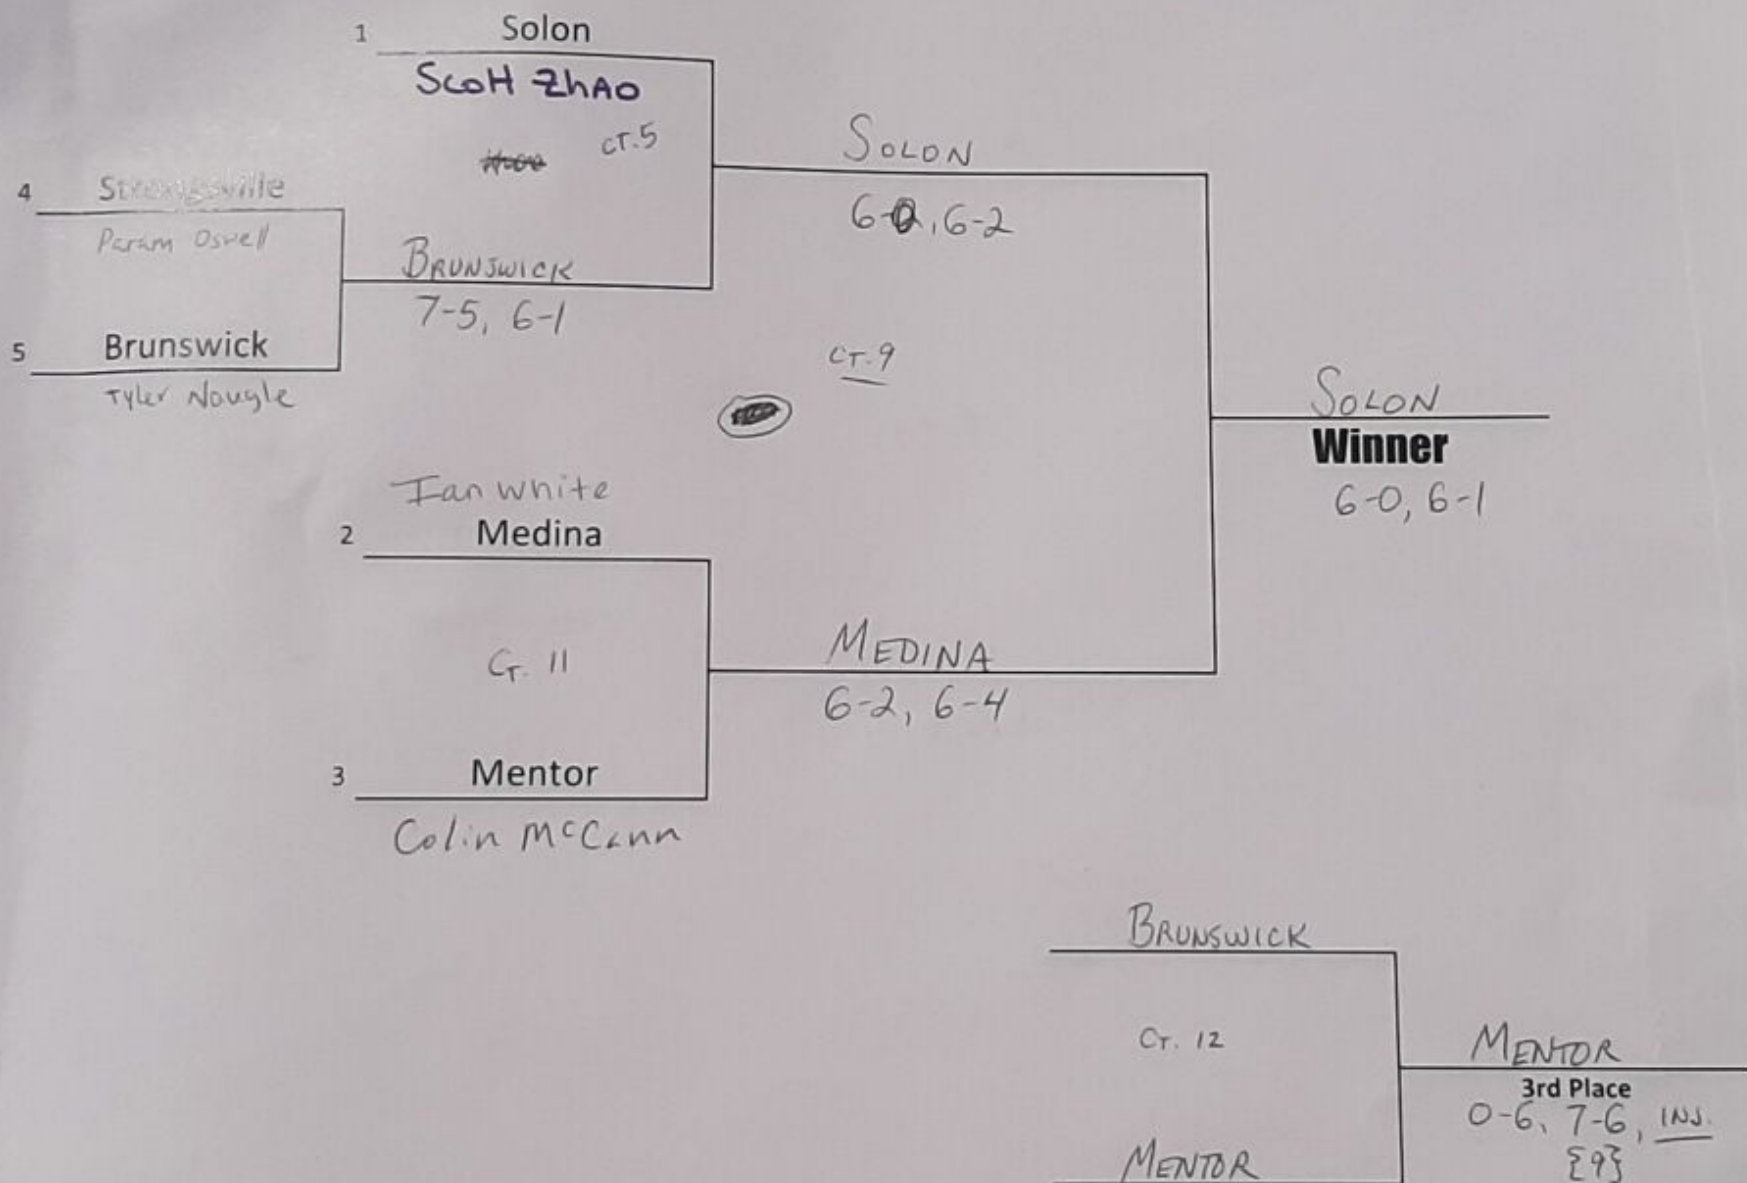 1 Solon
Scott Zhao
ct.5
4 Strongsville
Param Oswell
5 Brunswick
Tyler Nougle
BRUNSWICK
7-5, 6-1
SOLON
6-0, 6-2
CT.9
Ian white
2 Medina
CT. 11
3 Mentor
Colin McCann
MEDINA
6-2, 6-4
SOLON
Winner
6-0, 6-1
BRUNSWICK
CT. 12
MENTOR
MENTOR
3rd Place
0-6, 7-6, INJ.
{9}